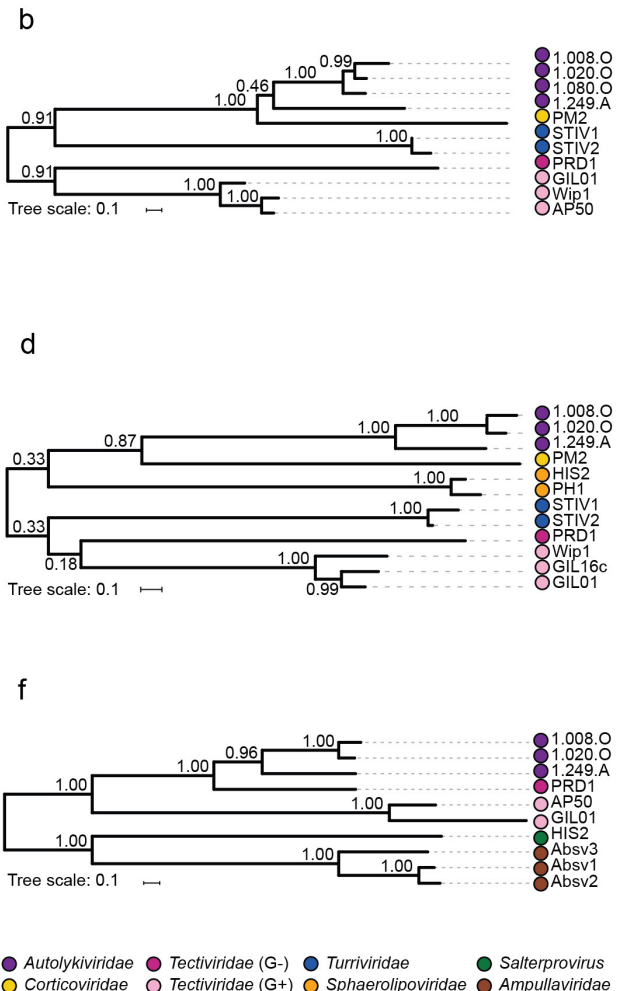 b
0.99
1.008.O
1.00
1.020.O
0.46
1.080.O
1.00
1.249.A
0.91
PM2
1.00
STIV1
STIV2
0.91
PRD1
1.00
GIL01
1.00
Wip1
Tree scale: 0.1
AP50
d
1.00
1.008.O
1.00
1.020.O
0.87
1.249.A
0.33
PM2
1.00
HIS2
PH1
1.00
STIV1
0.33
STIV2
PRD1
0.18
1.00
Wip1
GIL16c
Tree scale: 0.1
0.99
GIL01
f
1.00
1.008.O
0.96
1.020.O
1.00
1.249.A
1.00
PRD1
1.00
AP50
GIL01
1.00
HIS2
1.00
Absv3
1.00
Absv1
Tree scale: 0.1
Absv2
Autolykiviridae Tectiviridae (G-) Turriviridae Salterprovirus
Corticoviridae Tectiviridae (G+) Sphaerolipoviridae Ampullaviridae